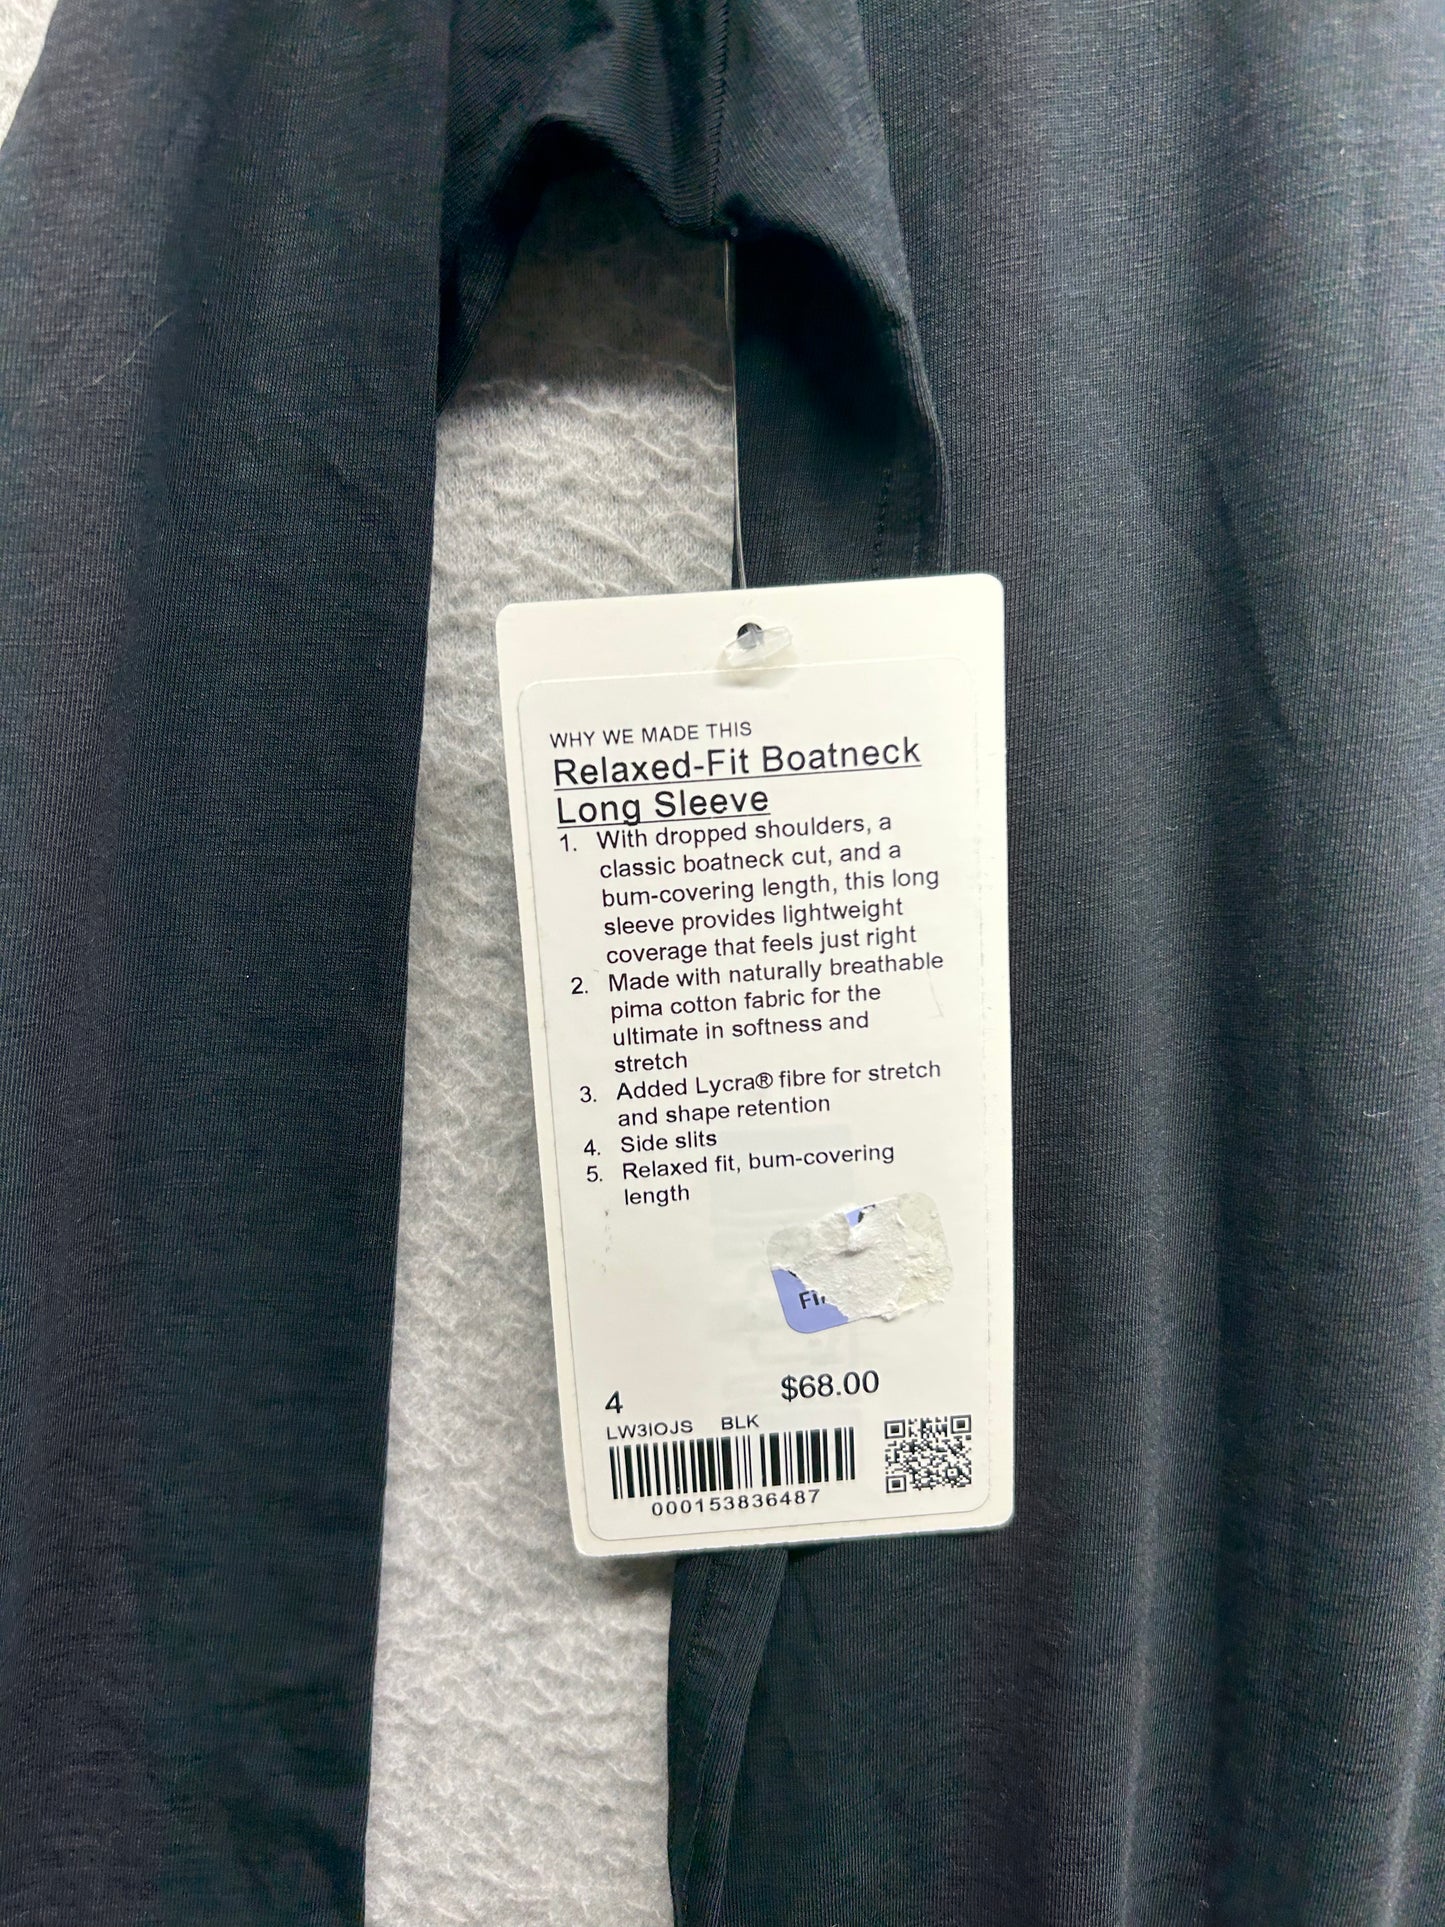 WHY WE MADE THIS
Relaxed-Fit Boatneck
Long Sleeve
1. With dropped shoulders, a
classic boatneck cut, and a
bum-covering length, this long
sleeve provides lightweight
coverage that feels just right
2. Made with naturally breathable
pima cotton fabric for the
ultimate in softness and
stretch
3. Added Lycra® fibre for stretch
and shape retention
4. Side slits
5. Relaxed fit, bum-covering
length
4 $68.00
LW3IOJS BLK
000153836487